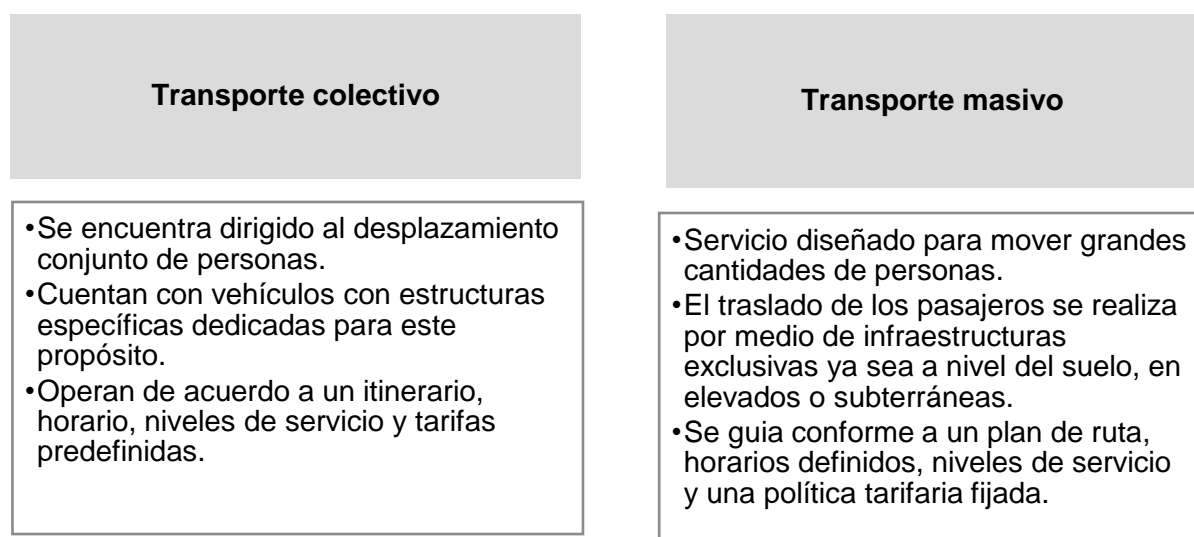 Transporte colectivo
•Se encuentra dirigido al desplazamiento
conjunto de personas.
•Cuentan con vehículos con estructuras
específicas dedicadas para este
propósito.
•Operan de acuerdo a un itinerario,
horario, niveles de servicio y tarifas
predefinidas.
Transporte masivo
•Servicio diseñado para mover grandes
cantidades de personas.
•El traslado de los pasajeros se realiza
por medio de infraestructuras
exclusivas ya sea a nivel del suelo, en
elevados o subterráneas.
•Se guia conforme a un plan de ruta,
horarios definidos, niveles de servicio
y una política tarifaria fijada.